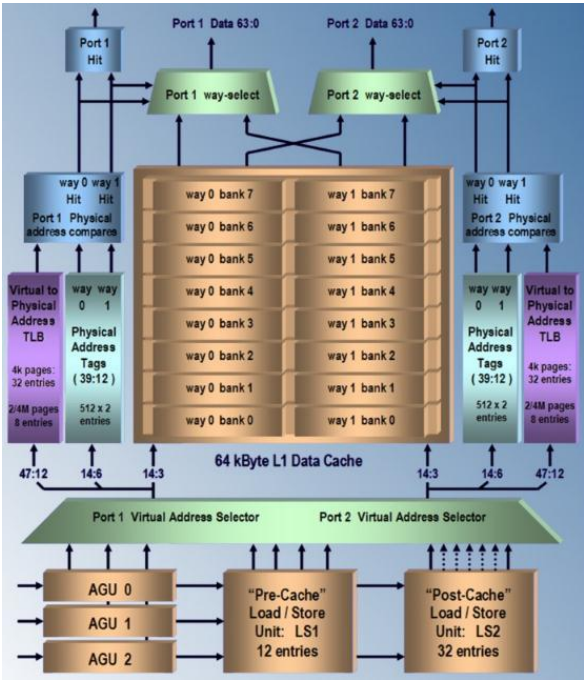 Port 1 Data 63:0
Port 2 Data 63:0
Port 1
Hit
Port 2
Hit
Port 1 way-select
Port 2 way-select
way 0 way 1
Hit Hit
Port 1 Physical
address compares
way 0 way 1
Hit Hit
Port 2 Physical
address compares
way 0 bank 7
way 1 bank 7
way 0 bank 6
way 1 bank 6
way 0 bank 5
way 1 bank 5
way 0 bank 4
way 1 bank 4
way 0 bank 3
way 1 bank 3
way 0 bank 2
way 1 bank 2
way 0 bank 1
way 1 bank 1
way 0 bank 0
way 1 bank 0
Virtual to
Physical
Address
TLB
4k pages:
32 entries
2/4M pages
8 entries
way way
0 1
Physical
Address
Tags
( 39:12 )
512 x 2
entries
way way
0 1
Physical
Address
Tags
(39:12)
512 x 2
entries
Virtual to
Physical
Address
TLB
4k pages:
32 entries
2/4M pages
8 entries
64 kByte L1 Data Cache
47:12
14:6
14:3
14:3
14:6
47:12
Port 1 Virtual Address Selector
Port 2 Virtual Address Selector
AGU 0
AGU 1
AGU 2
“Pre-Cache”
Load / Store
Unit: LS1
12 entries
“Post-Cache”
Load / Store
Unit: LS2
32 entries